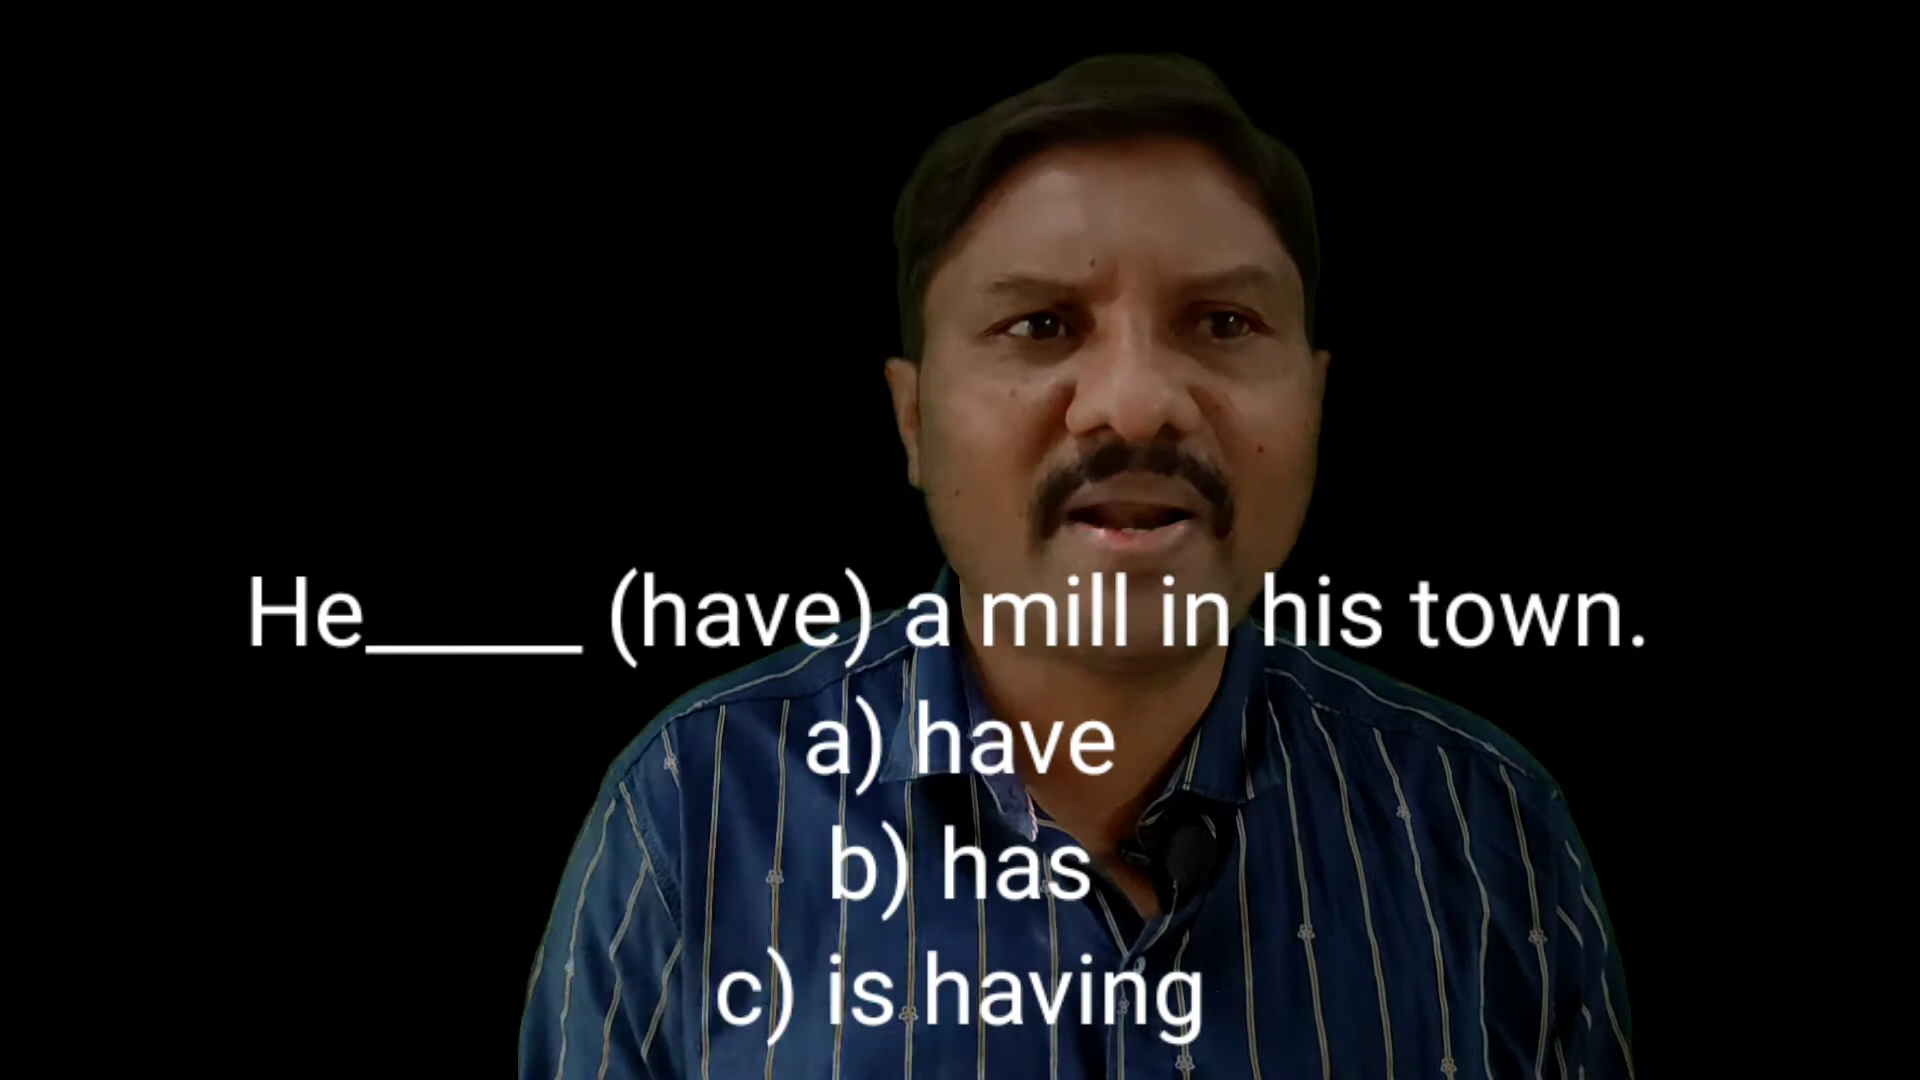 He_____ (have) a mill in his town.
a) have
b) has
c) is having